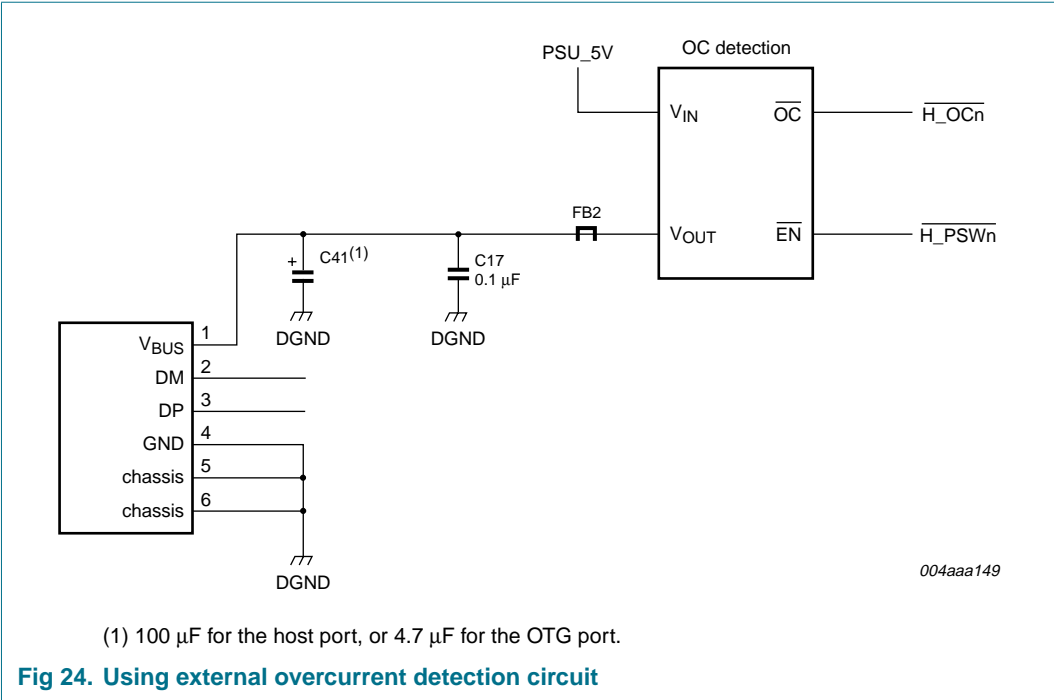 PSU_5V
OC detection
VIN
OC
H_OCn
FB2
VOUT
EN
H_PSWn
+
C41(1)
C17
0.1 μF
DGND
DGND
VBUS
1
DM
2
DP
3
GND
4
chassis
5
chassis
6
DGND
004aaa149
(1) 100 μF for the host port, or 4.7 μF for the OTG port.
Fig 24. Using external overcurrent detection circuit